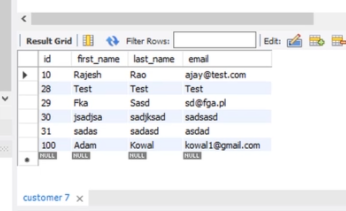 Result Grid Filter Rows: Edit:
id first_name last_name email
10 Rajesh Rao ajay@test.com
28 Test Test Test
29 Fka Sasd sd@fga.pl
30 jsadjsa sadjksad sadsasd
31 sadas sadasd asdad
100 Adam Kowal kowal1@gmail.com
NULL NULL NULL NULL
customer 7